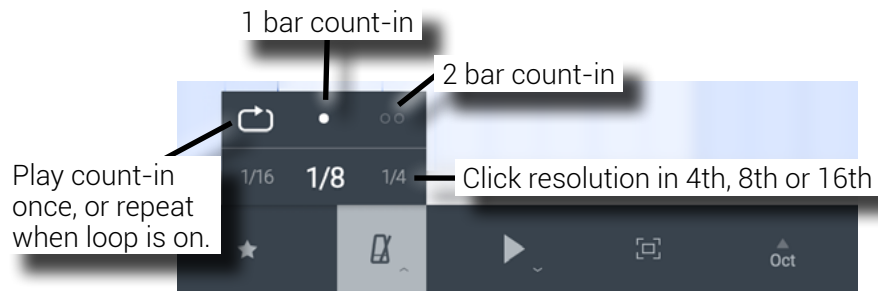 1 bar count-in
2 bar count-in
Play count-in
once, or repeat
when loop is on.
1/16 1/8 1/4
Click resolution in 4th, 8th or 16th
Oct